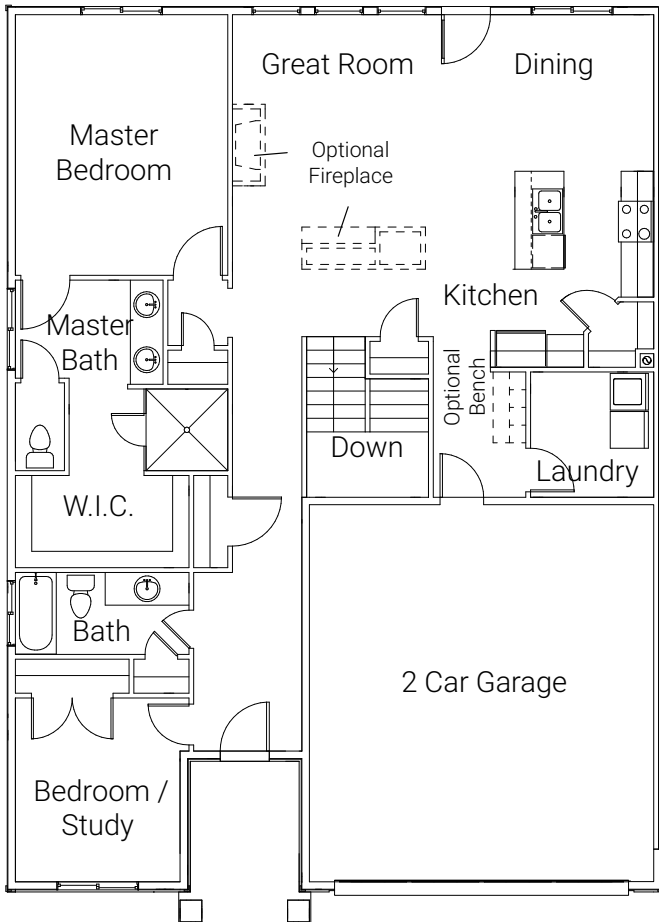 Great Room
Dining
Master
Bedroom
Optional
Fireplace
Kitchen
Master
Bath
Optional
Bench
Down
Laundry
W.I.C.
Bath
2 Car Garage
Bedroom /
Study